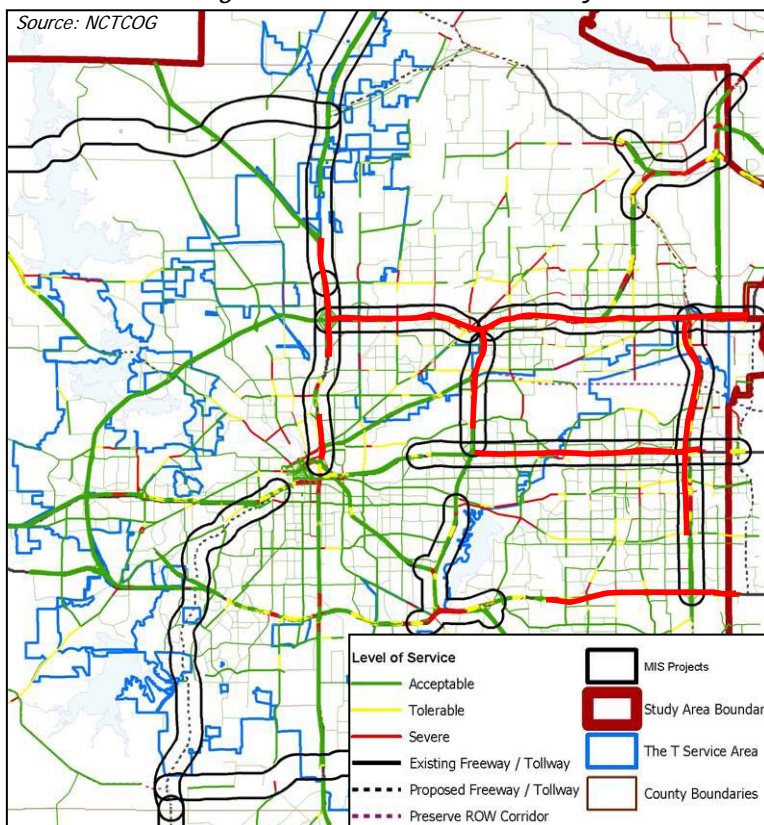 Source: NCTCOG
Level of Service
Acceptable
Tolerable
Severe
Existing Freeway / Tollway
Proposed Freeway / Tollway
Preserve ROW Corridor
MIS Projects
Study Area Boundar
The T Service Area
County Boundaries